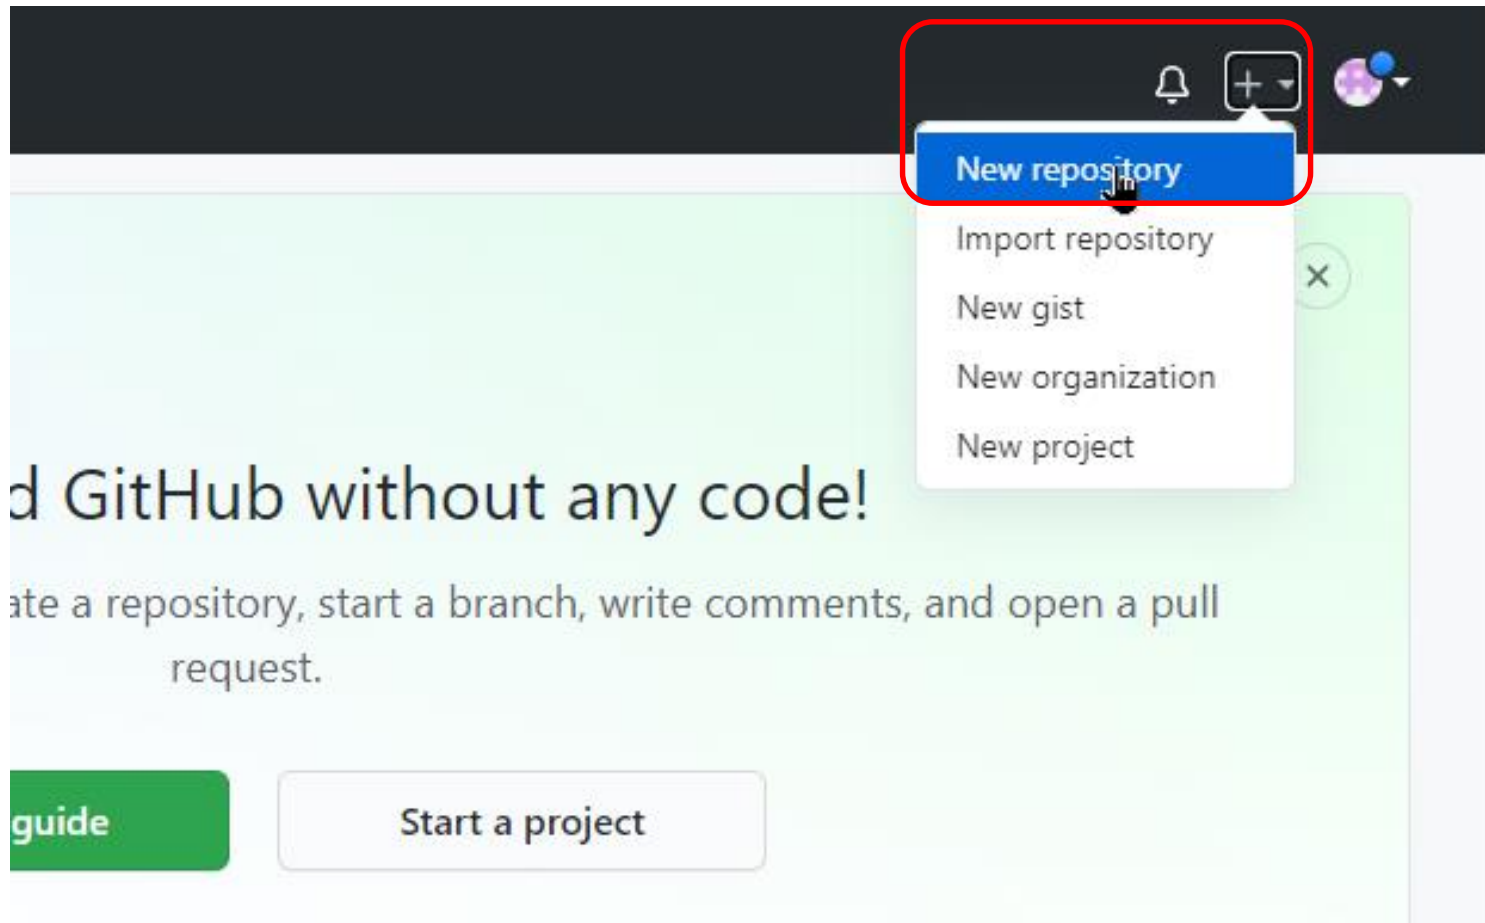 New repository
Import repository
New gist
New organization
New project
d GitHub without any code!
ate a repository, start a branch, write comments, and open a pull
request.
guide
Start a project